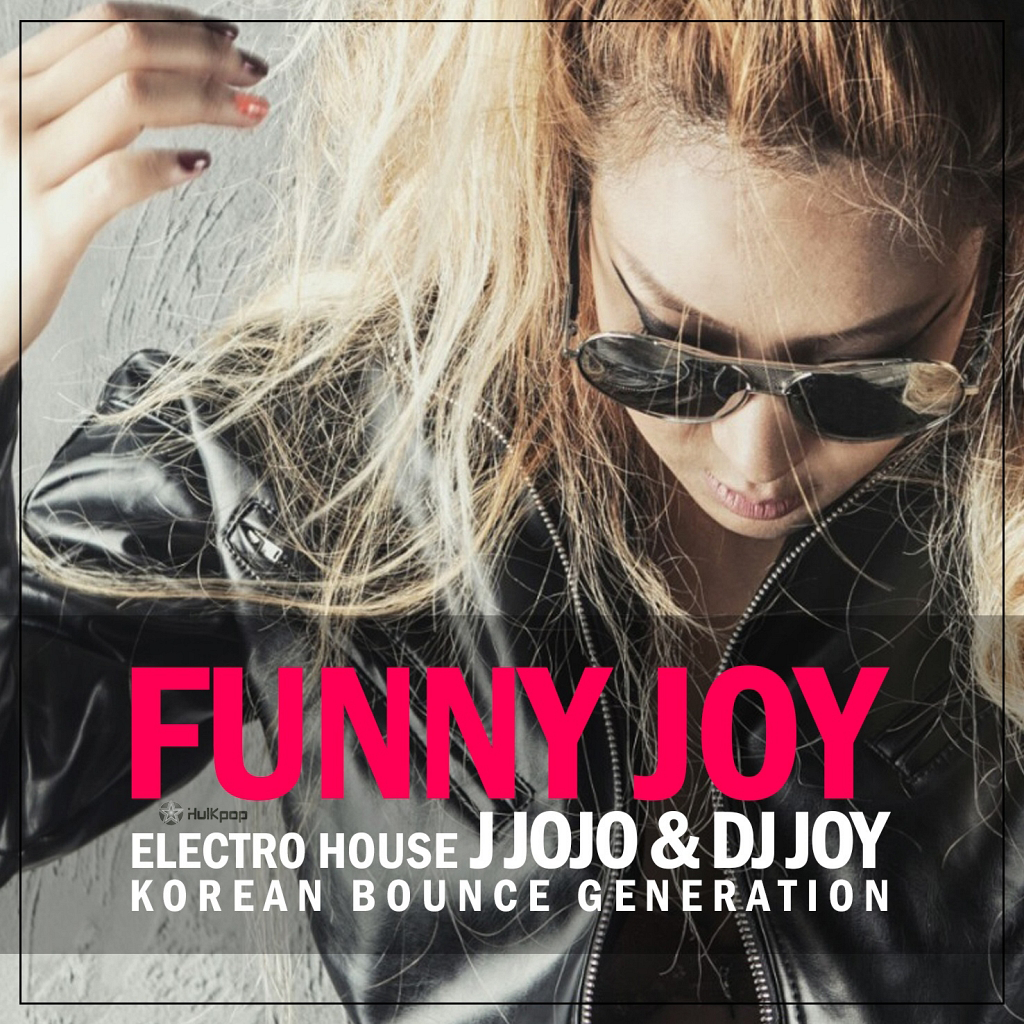 FUNNY JOY
HulKpop
ELECTRO HOUSE J JOJO & DJ JOY
KOREAN BOUNCE GENERATION